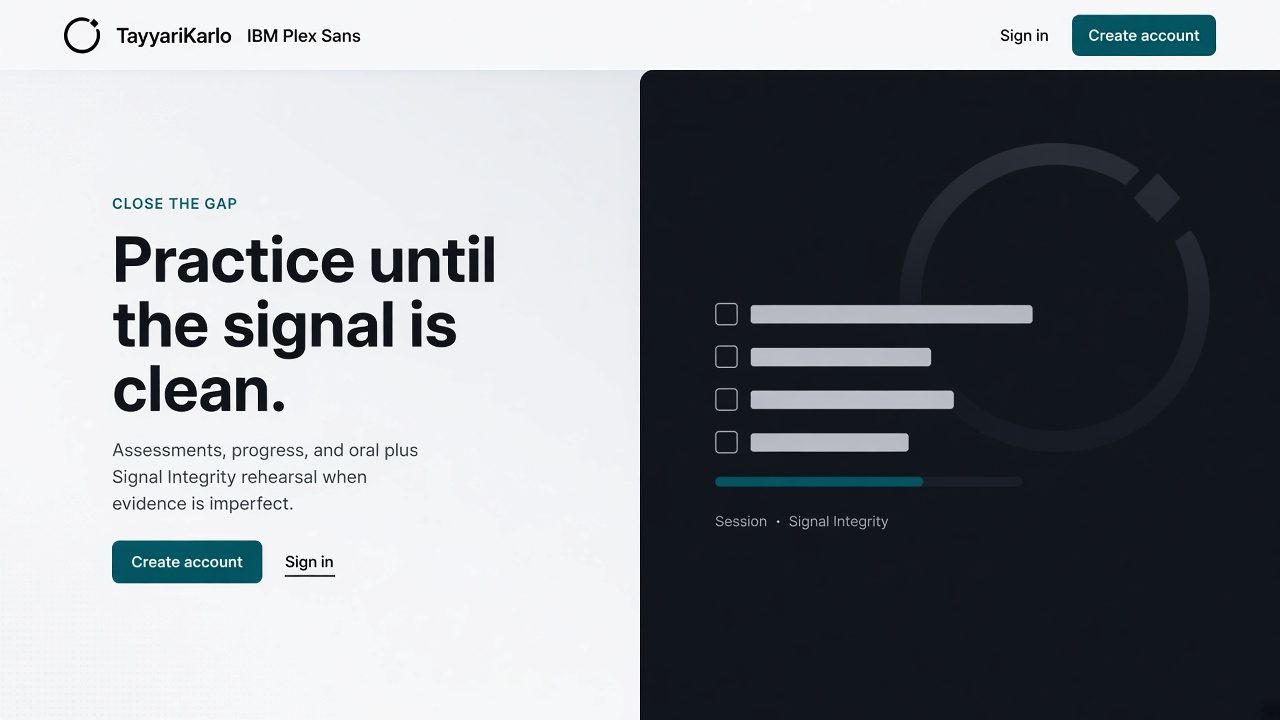 TayyariKarlo IBM Plex Sans
Sign in
Create account
CLOSE THE GAP
Practice until
the signal is
clean.
Assessments, progress, and oral plus
Signal Integrity rehearsal when
evidence is imperfect.
Create account
Sign in
Session • Signal Integrity